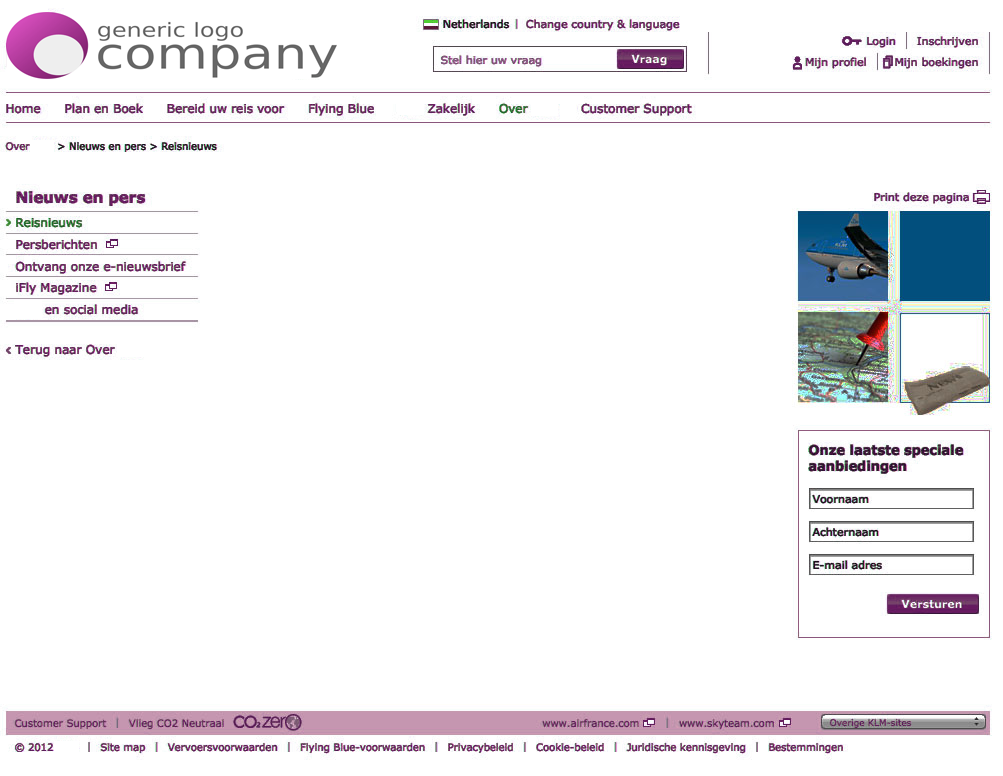 generic logo
company
Netherlands | Change country & language
Stel hier uw vraag Vraag
Login | Inschrijven
Mijn profiel | Mijn boekingen
Home Plan en Boek Bereid uw reis voor Flying Blue Zakelijk Over Customer Support
Over > Nieuws en pers > Reisnieuws
Nieuws en pers
› Reisnieuws
Persberichten
Ontvang onze e-nieuwsbrief
iFly Magazine
en social media
‹ Terug naar Over
Print deze pagina
KLM
NEWS
Onze laatste speciale
aanbiedingen
Voornaam
Achternaam
E-mail adres
Versturen
Customer Support | Vlieg CO2 Neutraal CO2ZERO www.airfrance.com | www.skyteam.com Overige KLM-sites
© 2012 | Site map | Vervoersvoorwaarden | Flying Blue-voorwaarden | Privacybeleid | Cookie-beleid | Juridische kennisgeving | Bestemmingen